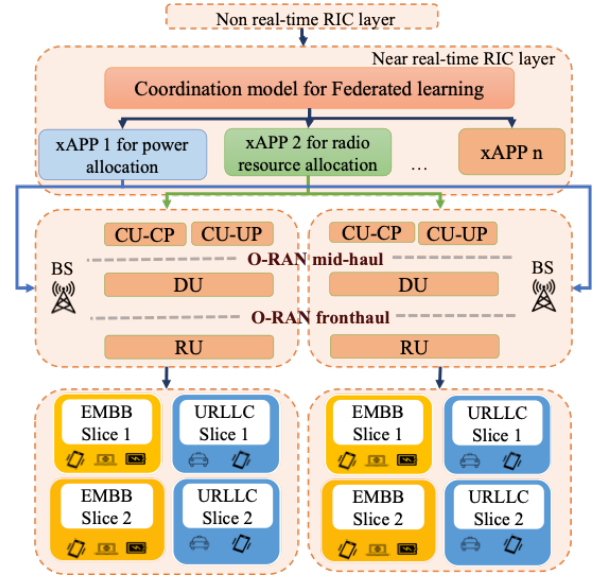 Non real-time RIC layer
Near real-time RIC layer
Coordination model for Federated learning
xAPP 1 for power
allocation
xAPP 2 for radio
resource allocation
...
xAPP n
CU-CP
CU-UP
CU-CP
CU-UP
O-RAN mid-haul
BS
DU
DU
BS
O-RAN fronthaul
RU
RU
EMBB
Slice 1
URLLC
Slice 1
EMBB
Slice 1
URLLC
Slice 1
EMBB
Slice 2
URLLC
Slice 2
EMBB
Slice 2
URLLC
Slice 2